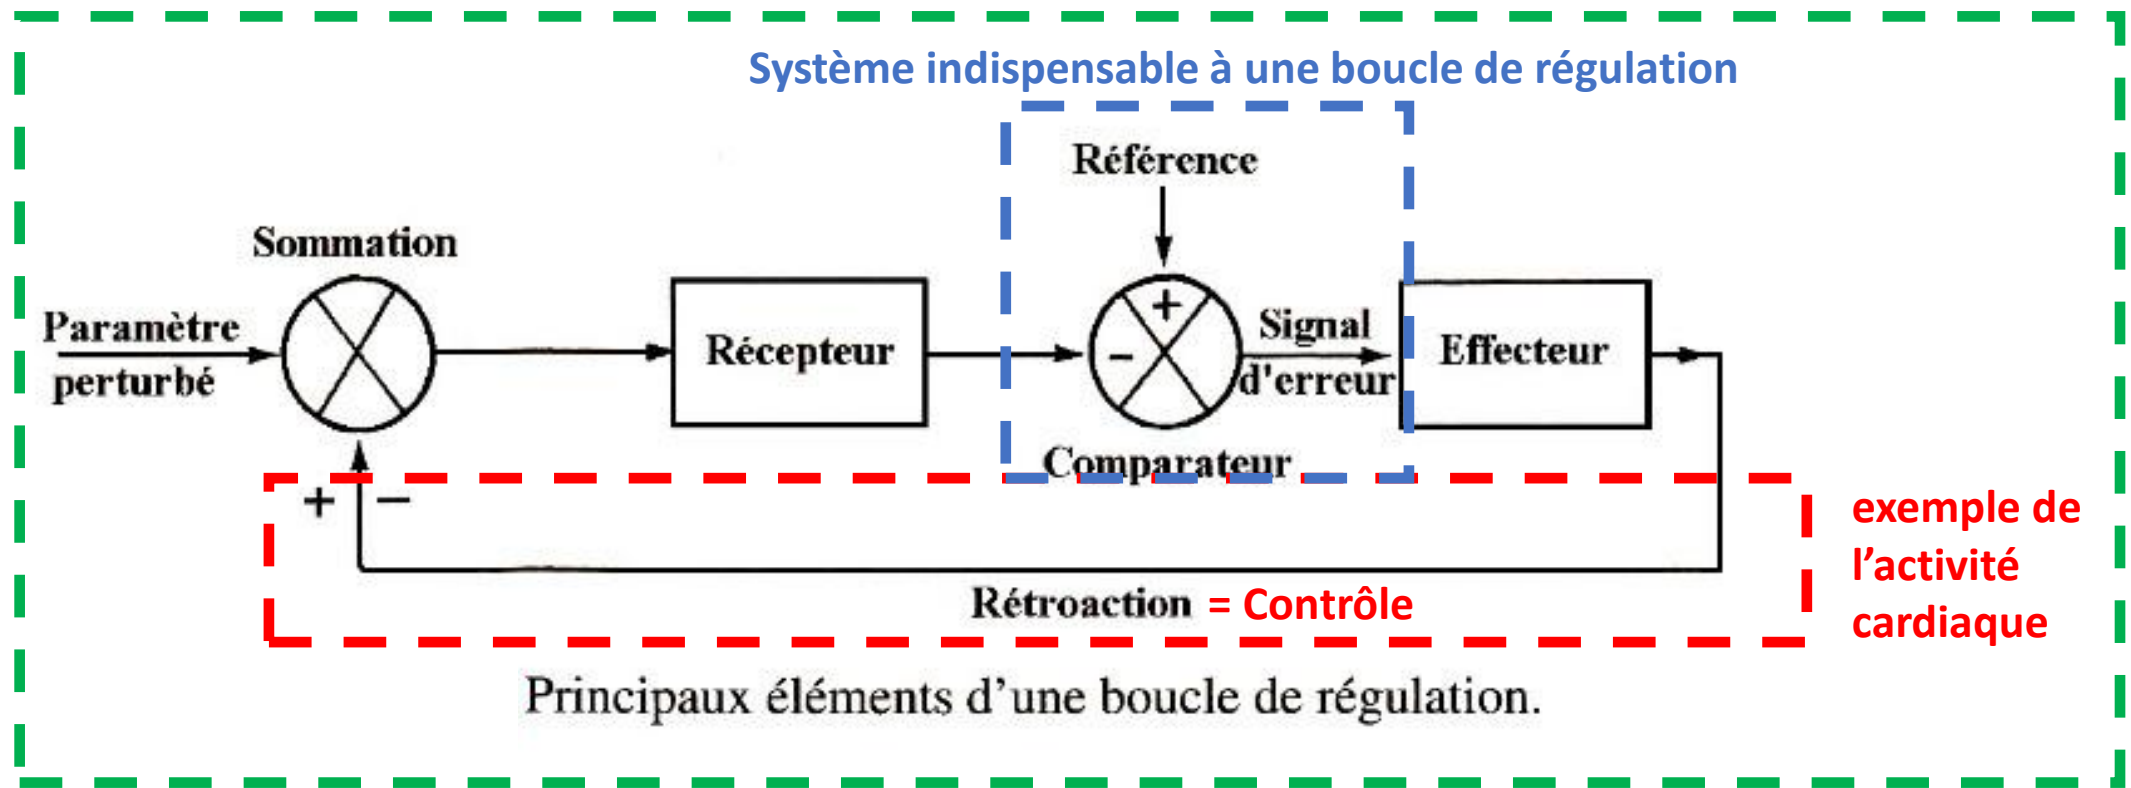 Système indispensable à une boucle de régulation
Référence
Sommation
Paramètre
perturbé
Récepteur
+
−
Signal
d'erreur
Effecteur
Comparateur
+ −
Rétroaction = Contrôle
exemple de
l’activité
cardiaque
Principaux éléments d’une boucle de régulation.